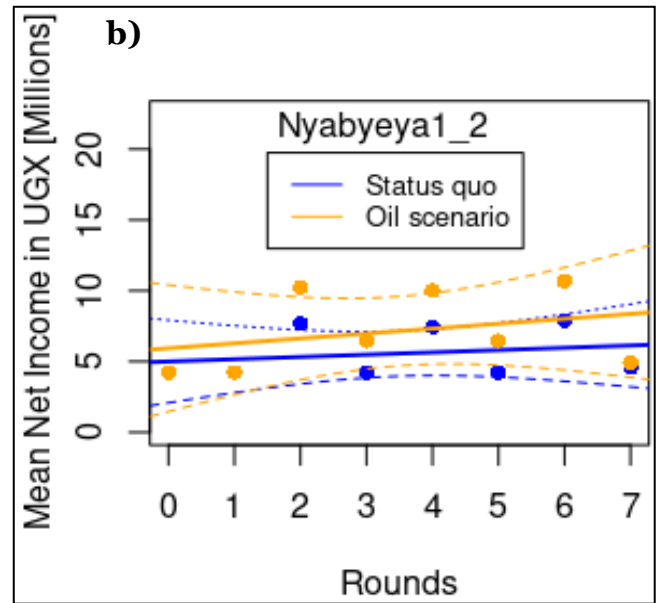 b)
Nyabyeya1_2
Status quo
Oil scenario
Mean Net Income in UGX [Millions]
20
15
10
5
0
0 1 2 3 4 5 6 7
Rounds